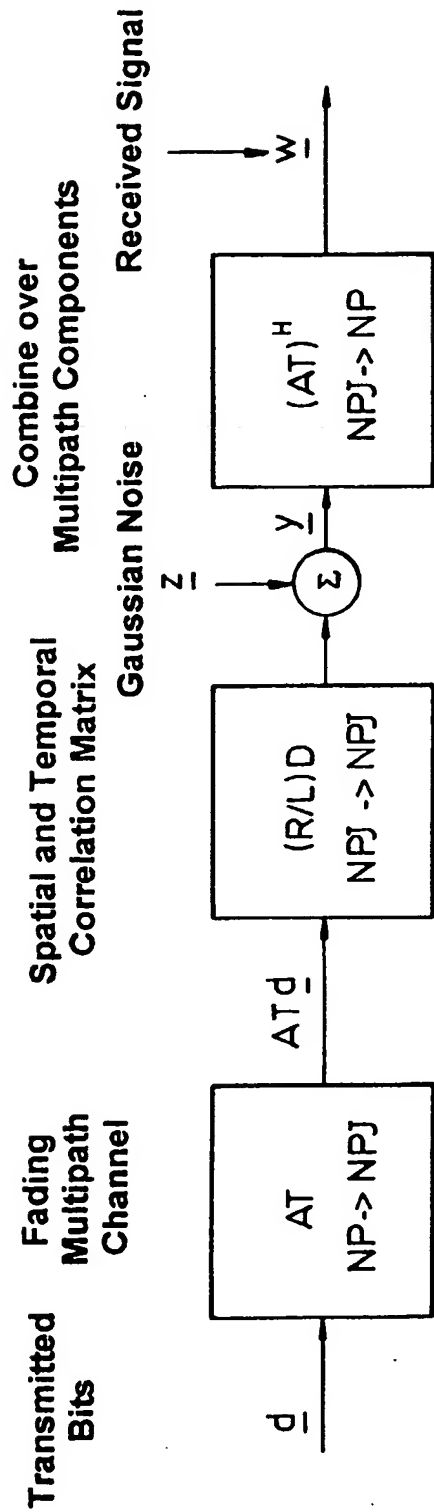 Transmitted
Bits
Fading
Multipath
Channel
Spatial and Temporal
Correlation Matrix
Gaussian Noise
Combine over
Multipath Components
Received Signal
d
AT
NP-> NPJ
ATd
(R/L)D
NPJ -> NPJ
z
Σ
y
(AT)ᴴ
NPJ-> NP
w